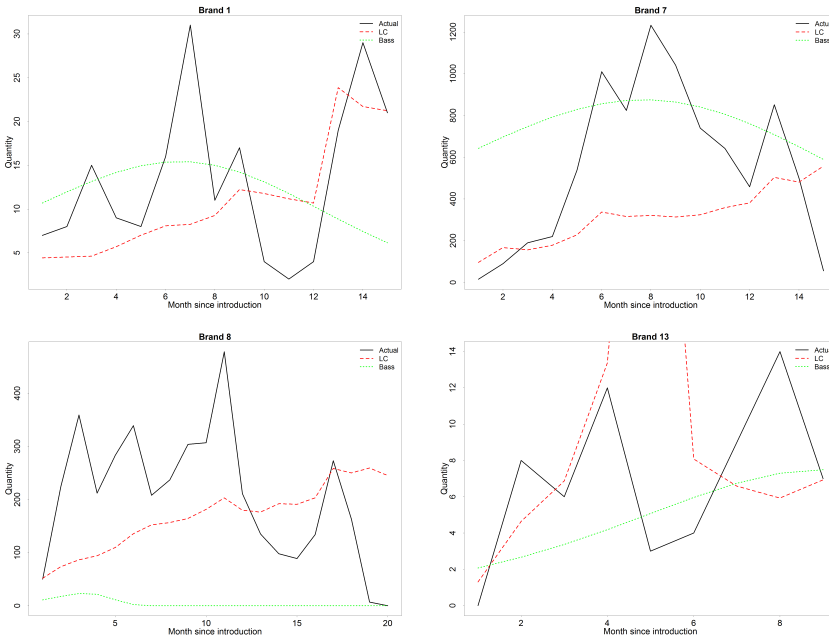 Brand 1
Actual
LC
Bass
Quantity
5
10
15
20
25
30
2 4 6 8 10 12 14
Month since introduction
Brand 7
Actu
LC
Bass
Quantity
0
200
400
600
800
1000
1200
2 4 6 8 10 12 14
Month since introduction
Brand 8
Actual
LC
Bass
Quantity
0
100
200
300
400
5 10 15 20
Month since introduction
Brand 13
Actu
LC
Bass
Quantity
0
2
4
6
8
10
12
14
2 4 6 8
Month since introduction